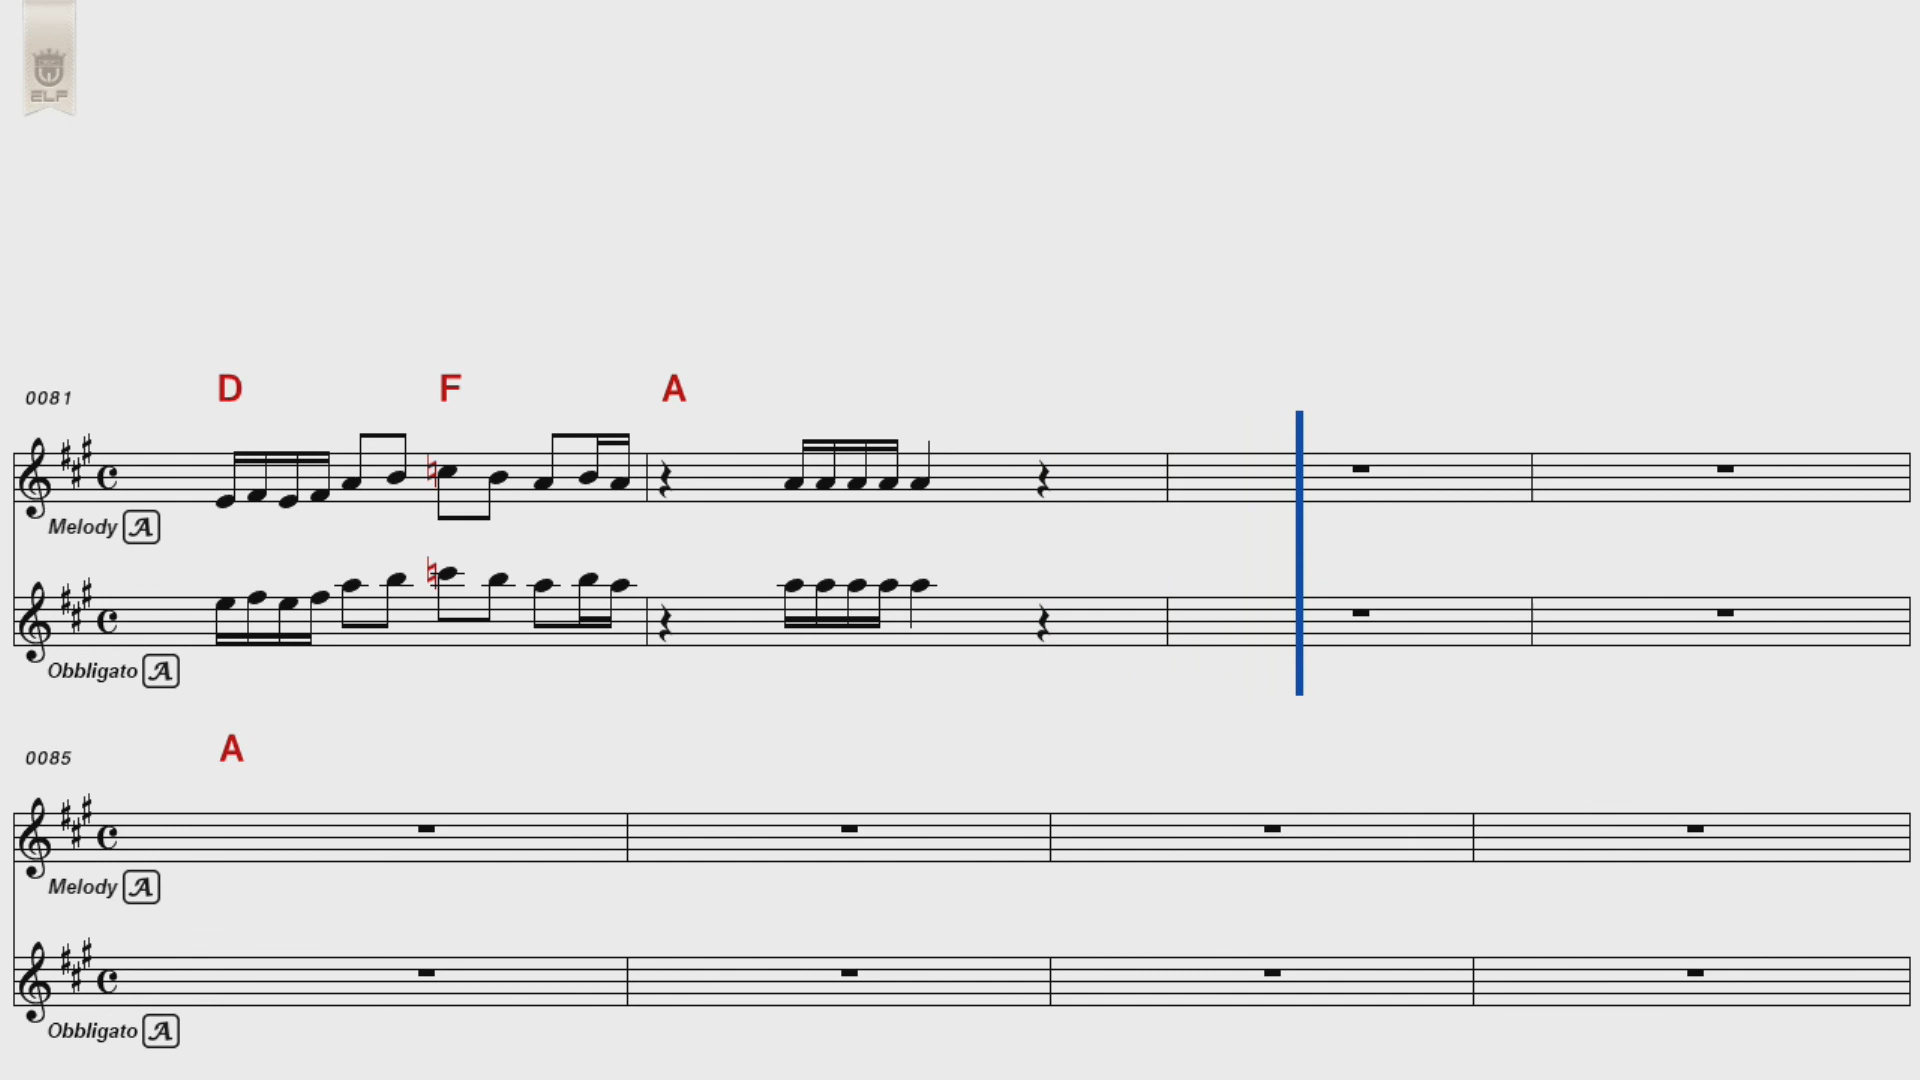 ELF
0081 D F A
Melody A
Obbligato A
0085 A
Melody A
Obbligato A